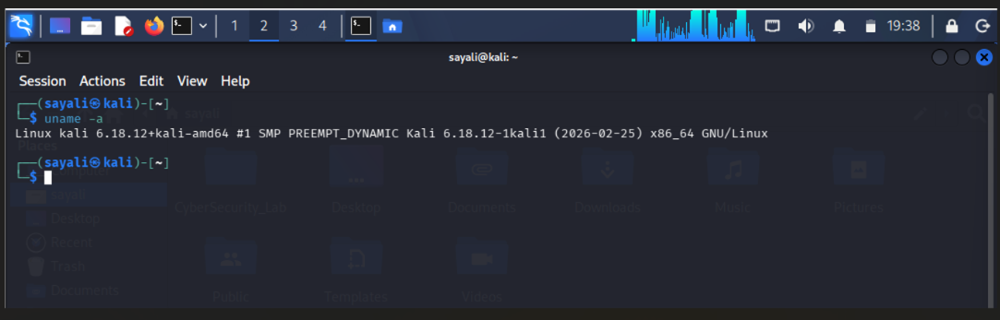 1 2 3 4 19:38
sayali@kali: ~
Session Actions Edit View Help
┌──(sayali㉿kali)-[~]
└─$ uname -a
sayali
Linux kali 6.18.12+kali-amd64 #1 SMP PREEMPT_DYNAMIC Kali 6.18.12-1kali1 (2026-02-25) x86_64 GNU/Linux
Places
┌──(sayali㉿kali)-[~]
Computer
└─$
sayali
CyberSecurity_Lab Desktop Documents Downloads Music Pictures
Desktop
Recent
Trash
Documents
Public Templates Videos